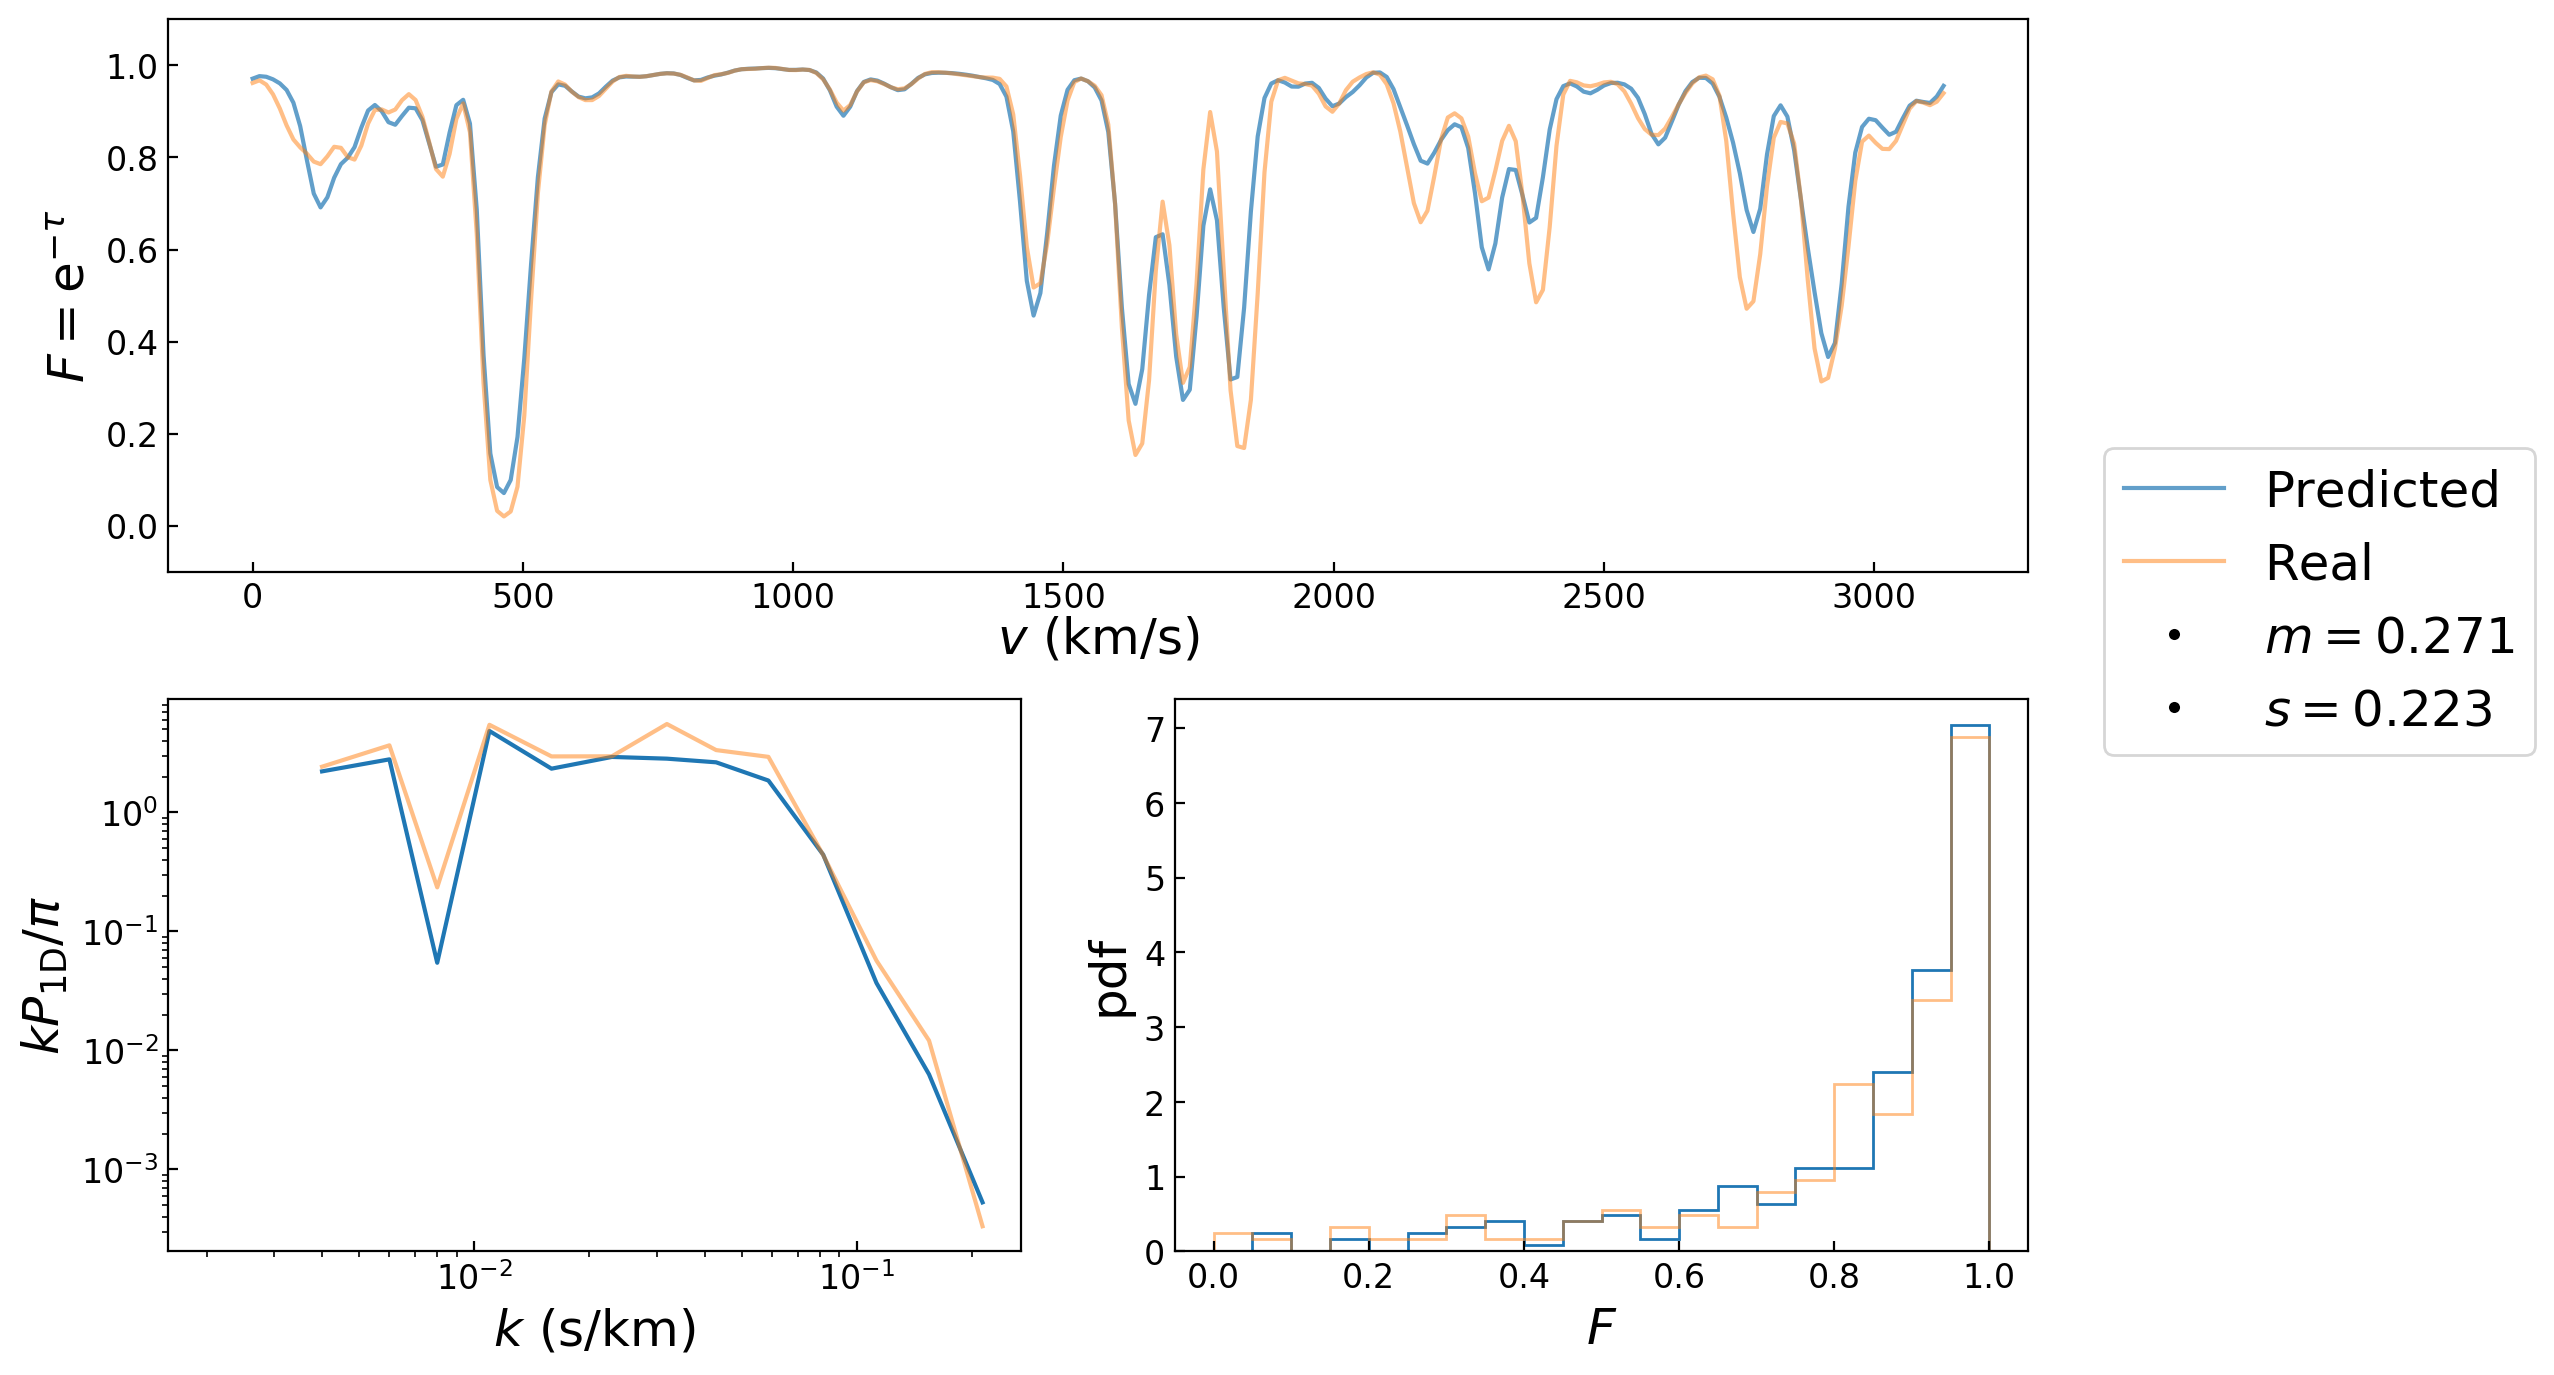 F = e^{−τ}
1.0
0.8
0.6
0.4
0.2
0.0
0 500 1000 1500 2000 2500 3000
v (km/s)
Predicted
Real
m = 0.271
s = 0.223
kP_{1D}/π
10^0
10^{−1}
10^{−2}
10^{−3}
10^{−2} 10^{−1}
k (s/km)
pdf
7
6
5
4
3
2
1
0
0.0 0.2 0.4 0.6 0.8 1.0
F